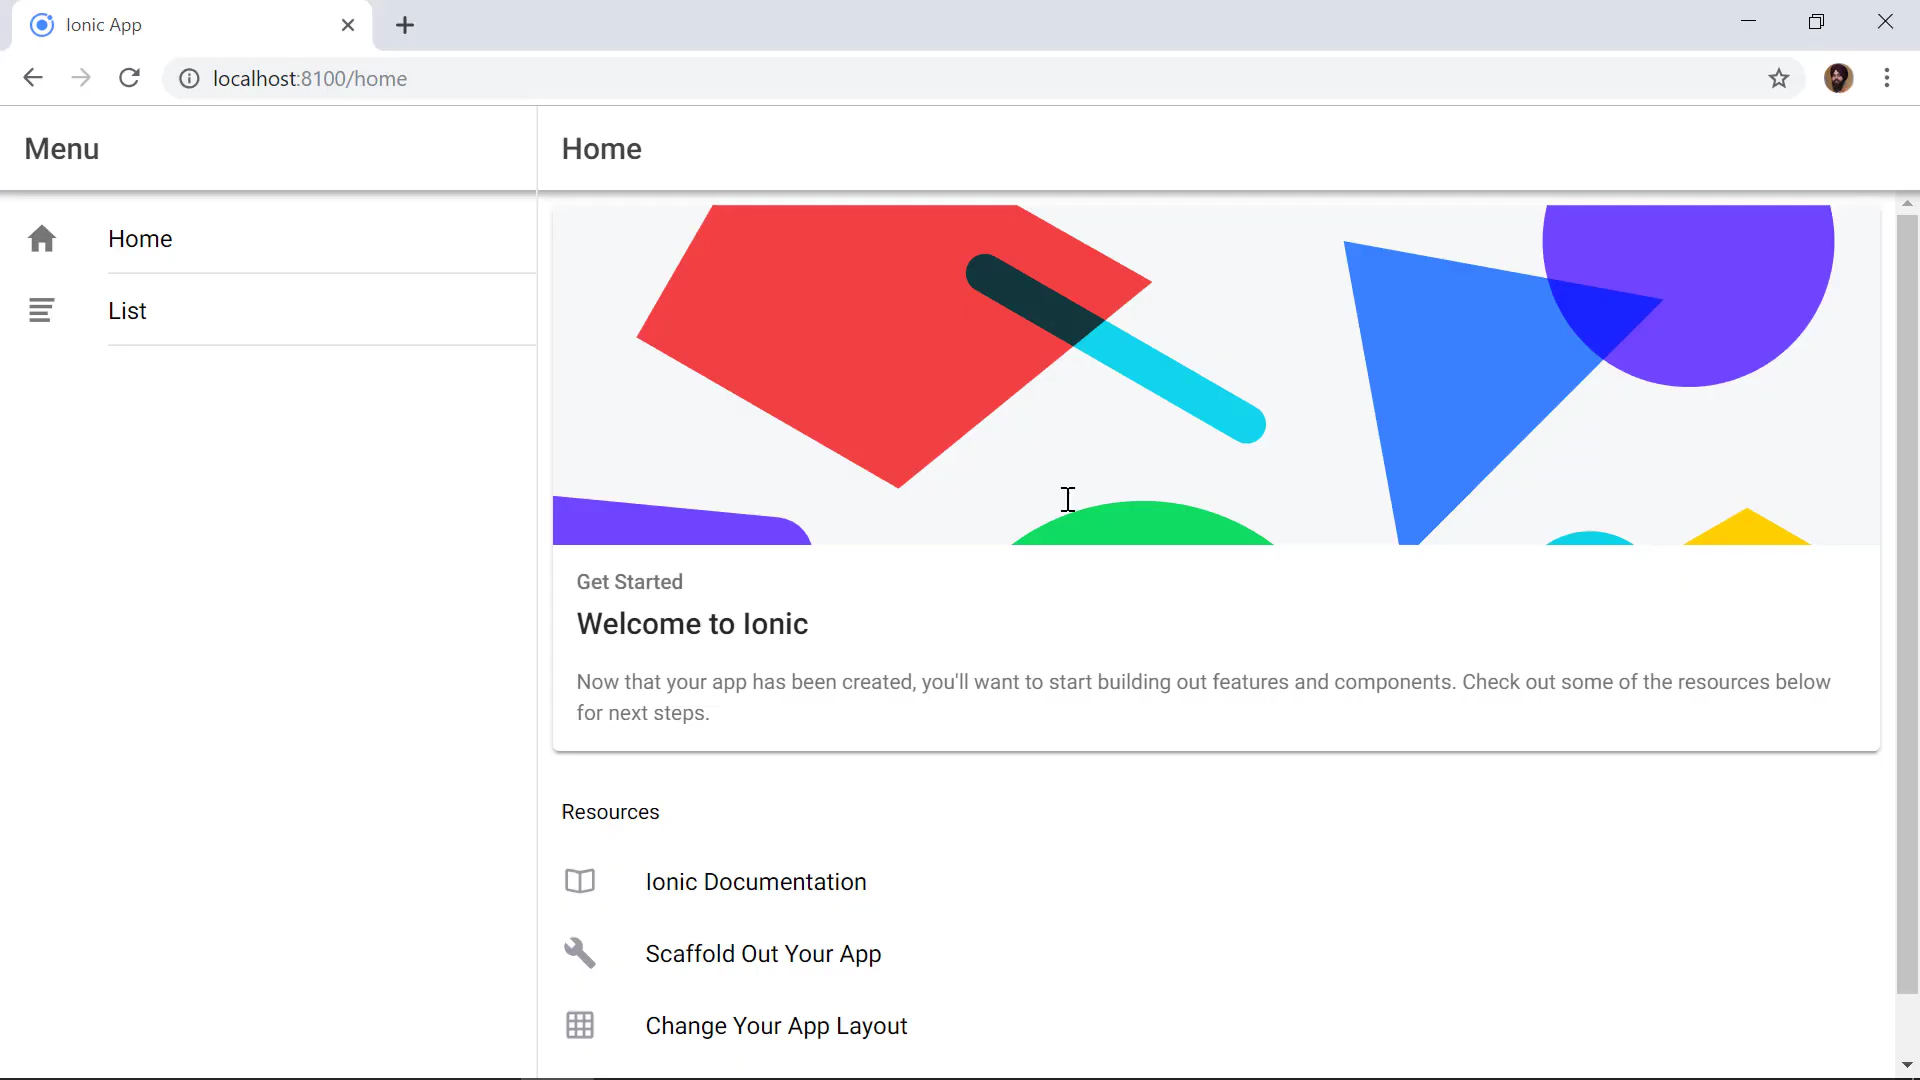 Ionic App
localhost:8100/home
Menu
Home
Home
List
Get Started
Welcome to Ionic
Now that your app has been created, you'll want to start building out features and components. Check out some of the resources below
for next steps.
Resources
Ionic Documentation
Scaffold Out Your App
Change Your App Layout